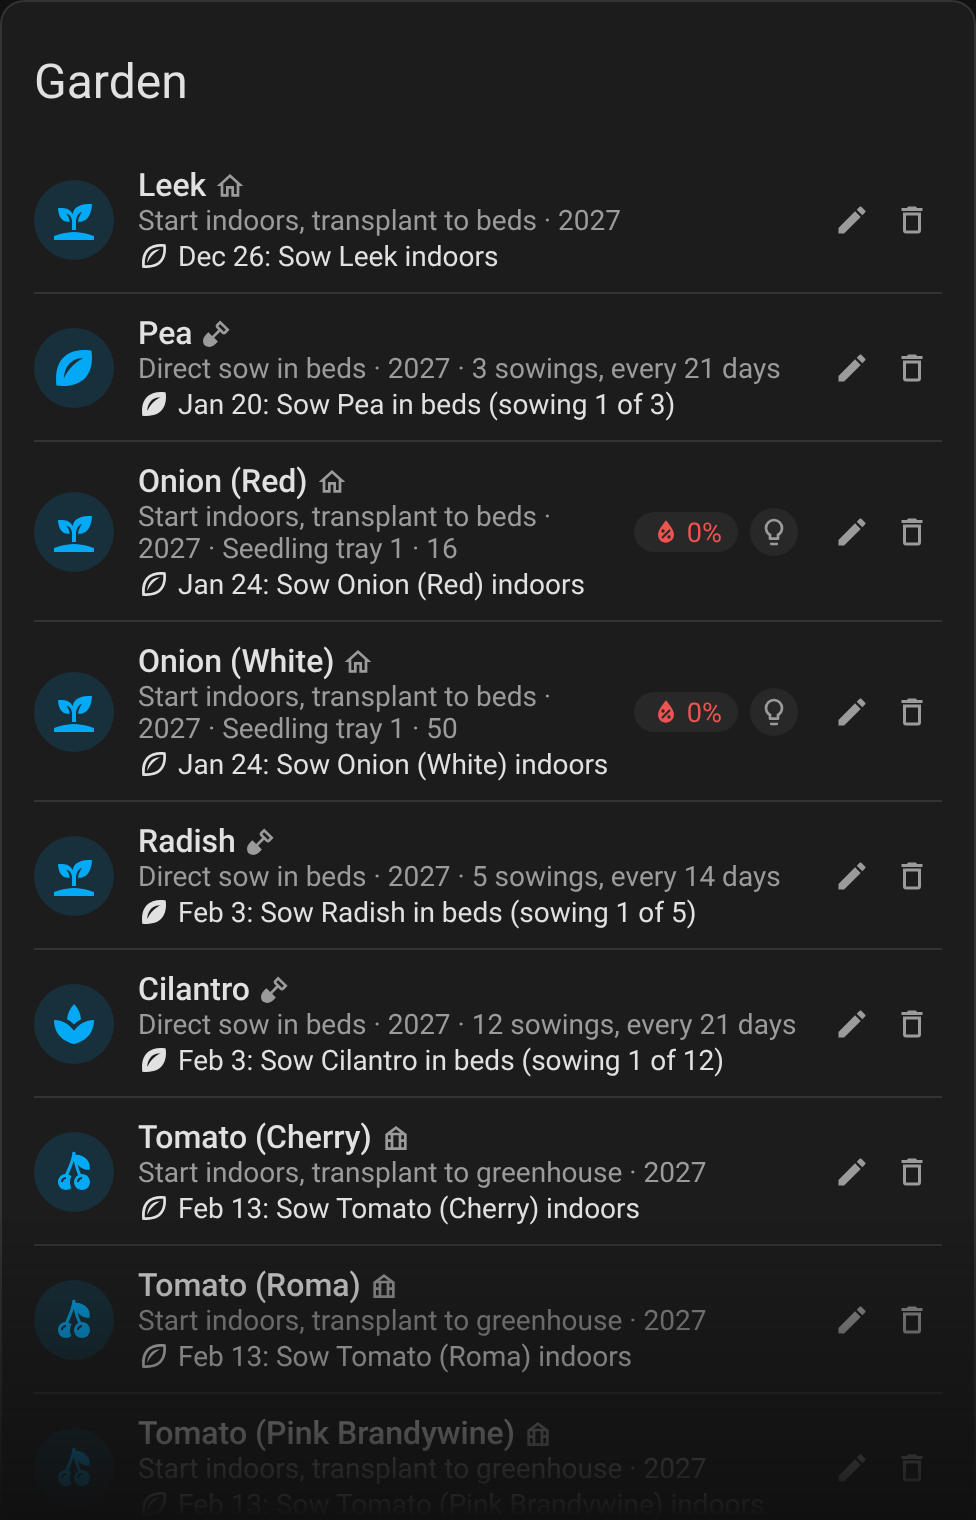 Garden
Leek
Start indoors, transplant to beds · 2027
Dec 26: Sow Leek indoors
Pea
Direct sow in beds · 2027 · 3 sowings, every 21 days
Jan 20: Sow Pea in beds (sowing 1 of 3)
Onion (Red)
Start indoors, transplant to beds ·
2027 · Seedling tray 1 · 16
0%
Jan 24: Sow Onion (Red) indoors
Onion (White)
Start indoors, transplant to beds ·
2027 · Seedling tray 1 · 50
0%
Jan 24: Sow Onion (White) indoors
Radish
Direct sow in beds · 2027 · 5 sowings, every 14 days
Feb 3: Sow Radish in beds (sowing 1 of 5)
Cilantro
Direct sow in beds · 2027 · 12 sowings, every 21 days
Feb 3: Sow Cilantro in beds (sowing 1 of 12)
Tomato (Cherry)
Start indoors, transplant to greenhouse · 2027
Feb 13: Sow Tomato (Cherry) indoors
Tomato (Roma)
Start indoors, transplant to greenhouse · 2027
Feb 13: Sow Tomato (Roma) indoors
Tomato (Pink Brandywine)
Start indoors, transplant to greenhouse · 2027
Feb 13: Sow Tomato (Pink Brandywine) indoors